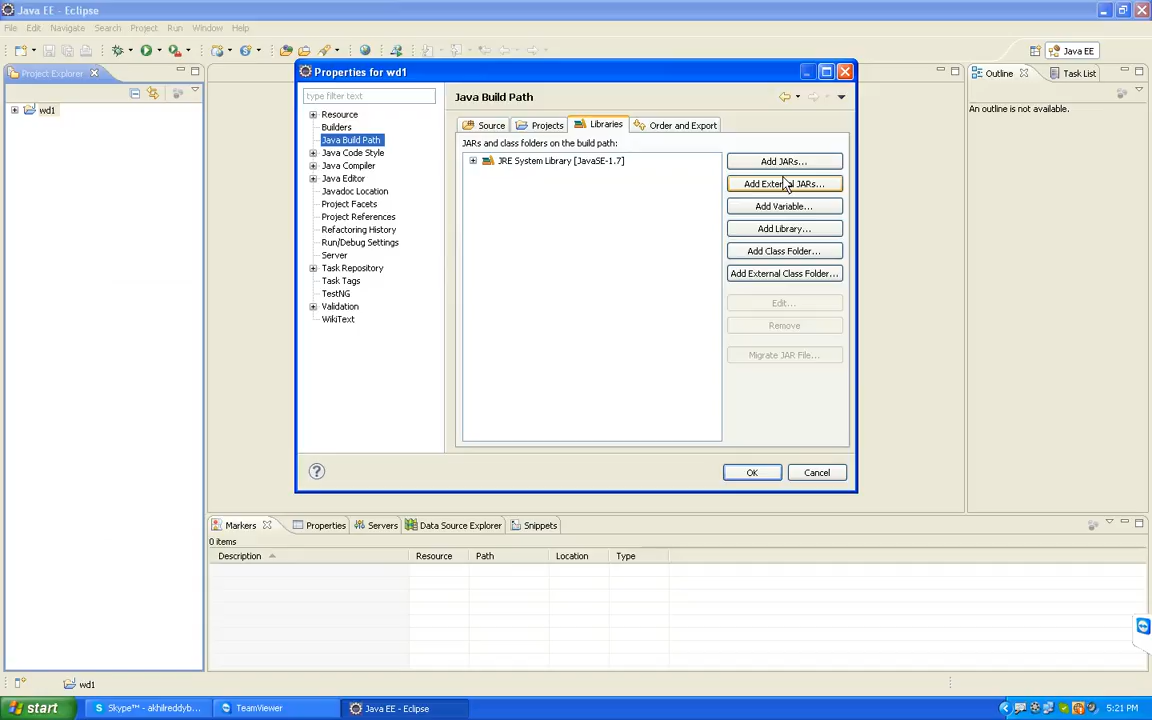 Java EE - Eclipse
File Edit Navigate Search Project Run Window Help
Java EE
Project Explorer
wd1
Properties for wd1
type filter text
Resource
Builders
Java Build Path
Java Code Style
Java Compiler
Java Editor
Javadoc Location
Project Facets
Project References
Refactoring History
Run/Debug Settings
Server
Task Repository
Task Tags
TestNG
Validation
WikiText
Java Build Path
Source Projects Libraries Order and Export
JARs and class folders on the build path:
JRE System Library [JavaSE-1.7]
Add JARs...
Add External JARs...
Add Variable...
Add Library...
Add Class Folder...
Add External Class Folder...
Edit...
Remove
Migrate JAR File...
OK Cancel
Outline Task List
An outline is not available.
Markers Properties Servers Data Source Explorer Snippets
0 items
Description Resource Path Location Type
wd1
start Skype™ - akhilreddyb... TeamViewer Java EE - Eclipse 5:21 PM